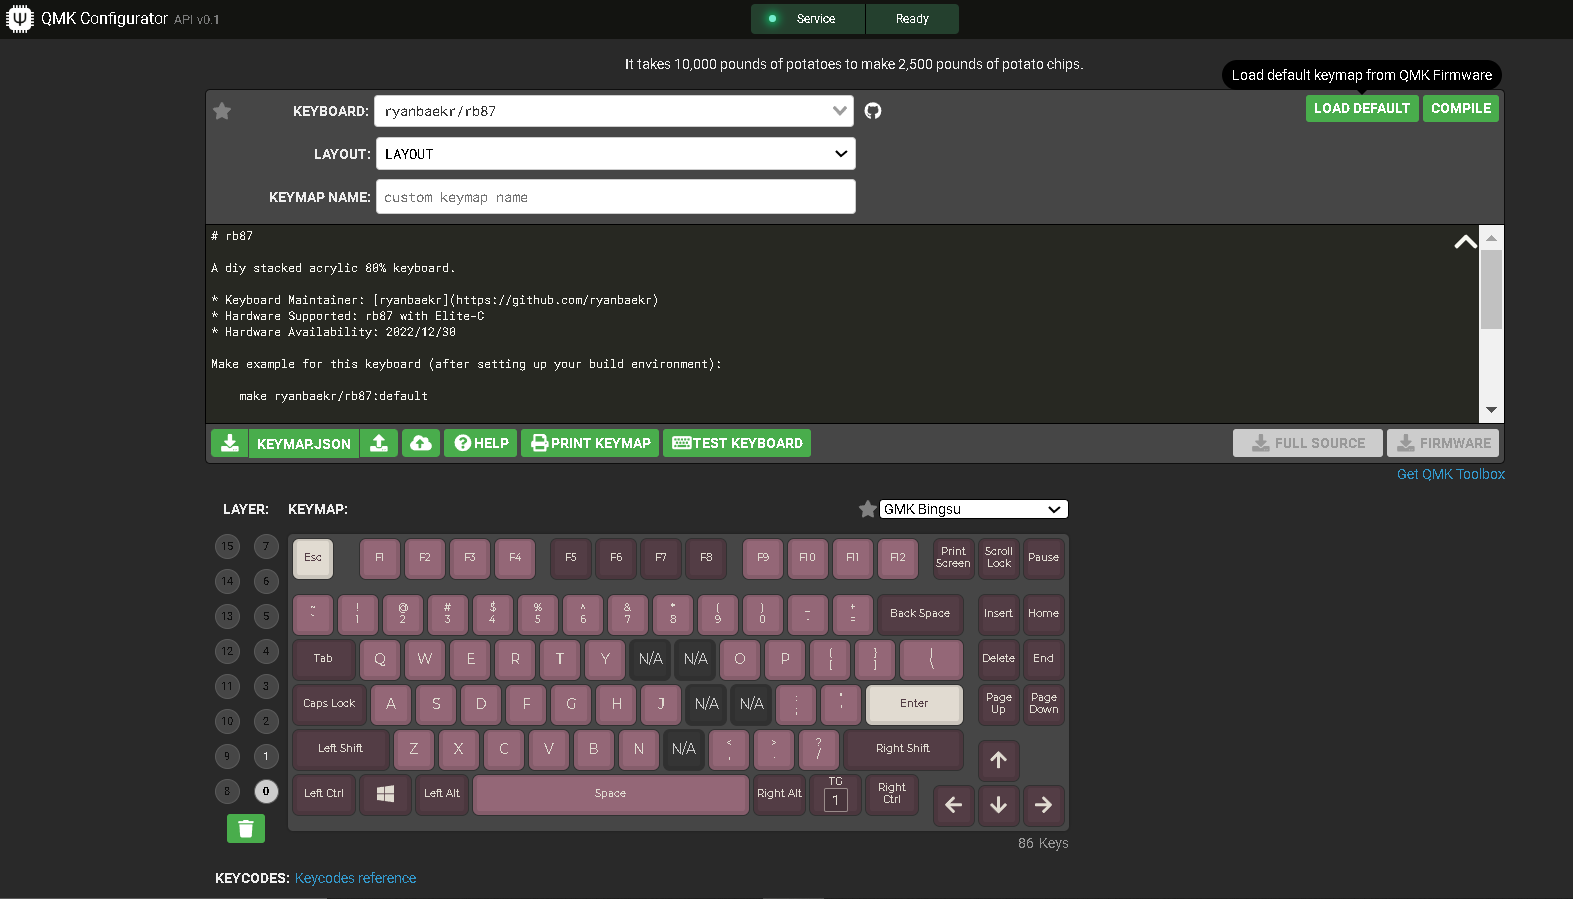 QMK Configurator API v0.1
Service
Ready
It takes 10,000 pounds of potatoes to make 2,500 pounds of potato chips.
Load default keymap from QMK Firmware
KEYBOARD: ryanbaekr/rb87
LOAD DEFAULT COMPILE
LAYOUT: LAYOUT
KEYMAP NAME: custom keymap name
# rb87
A diy stacked acrylic 80% keyboard.
* Keyboard Maintainer: [ryanbaekr](https://github.com/ryanbaekr)
* Hardware Supported: rb87 with Elite-C
* Hardware Availability: 2022/12/30
Make example for this keyboard (after setting up your build environment):
make ryanbaekr/rb87:default
KEYMAP.JSON HELP PRINT KEYMAP TEST KEYBOARD FULL SOURCE FIRMWARE
Get QMK Toolbox
LAYER: KEYMAP: GMK Bingsu
15 7
14 6
13 5
12 4
11 3
10 2
9 1
8 0
Esc F1 F2 F3 F4 F5 F6 F7 F8 F9 F10 F11 F12 Print Screen Scroll Lock Pause
~ ! @ # $ % ^ & * ( ) _ +
` 1 2 3 4 5 6 7 8 9 0 - = Back Space Insert Home
Tab Q W E R T Y N/A N/A O P { [ } ] | \ Delete End
Caps Lock A S D F G H J N/A N/A : ; " ' Enter Page Up Page Down
Left Shift Z X C V B N N/A < , > . ? / Right Shift
Left Ctrl Left Alt Space Right Alt TG 1 Right Ctrl
86 Keys
KEYCODES: Keycodes reference